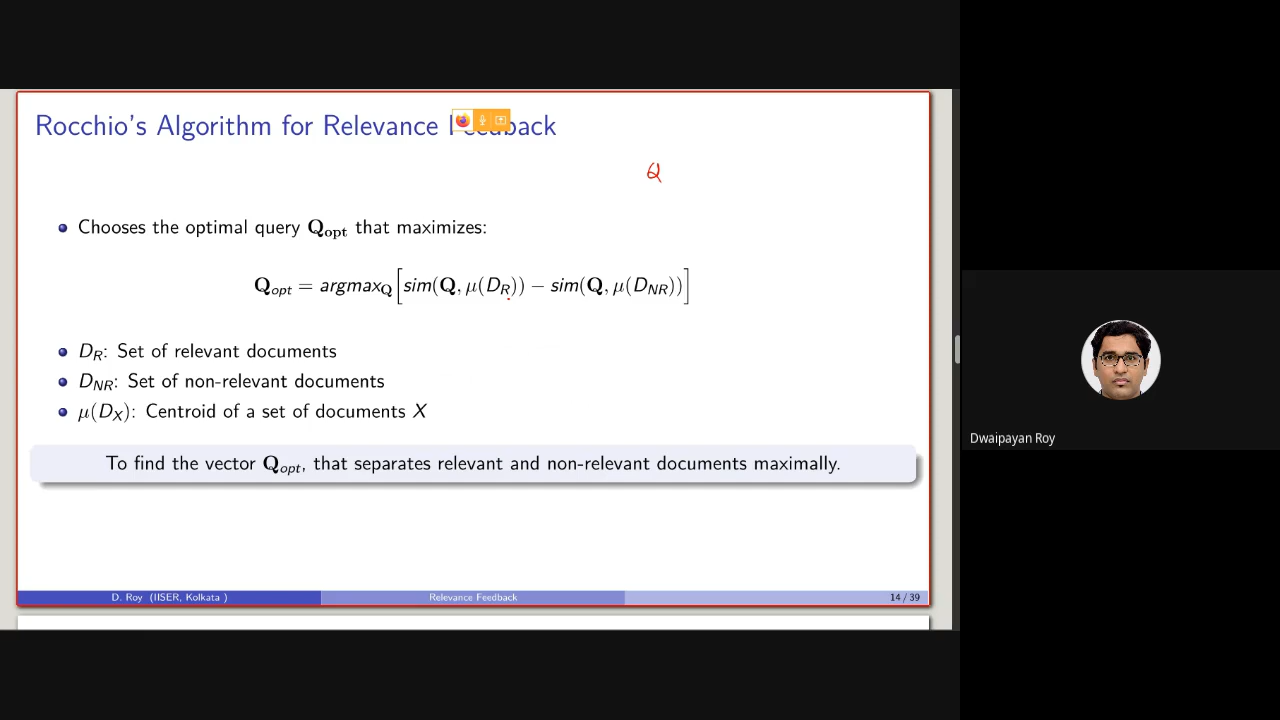 Rocchio's Algorithm for Relevance Feedback
Q
Chooses the optimal query Q_opt that maximizes:
Q_opt = argmax_Q [sim(Q, μ(D_R)) − sim(Q, μ(D_NR))]
D_R: Set of relevant documents
D_NR: Set of non-relevant documents
μ(D_X): Centroid of a set of documents X
To find the vector Q_opt, that separates relevant and non-relevant documents maximally.
D. Roy (IISER, Kolkata )
Relevance Feedback
14 / 39
Dwaipayan Roy